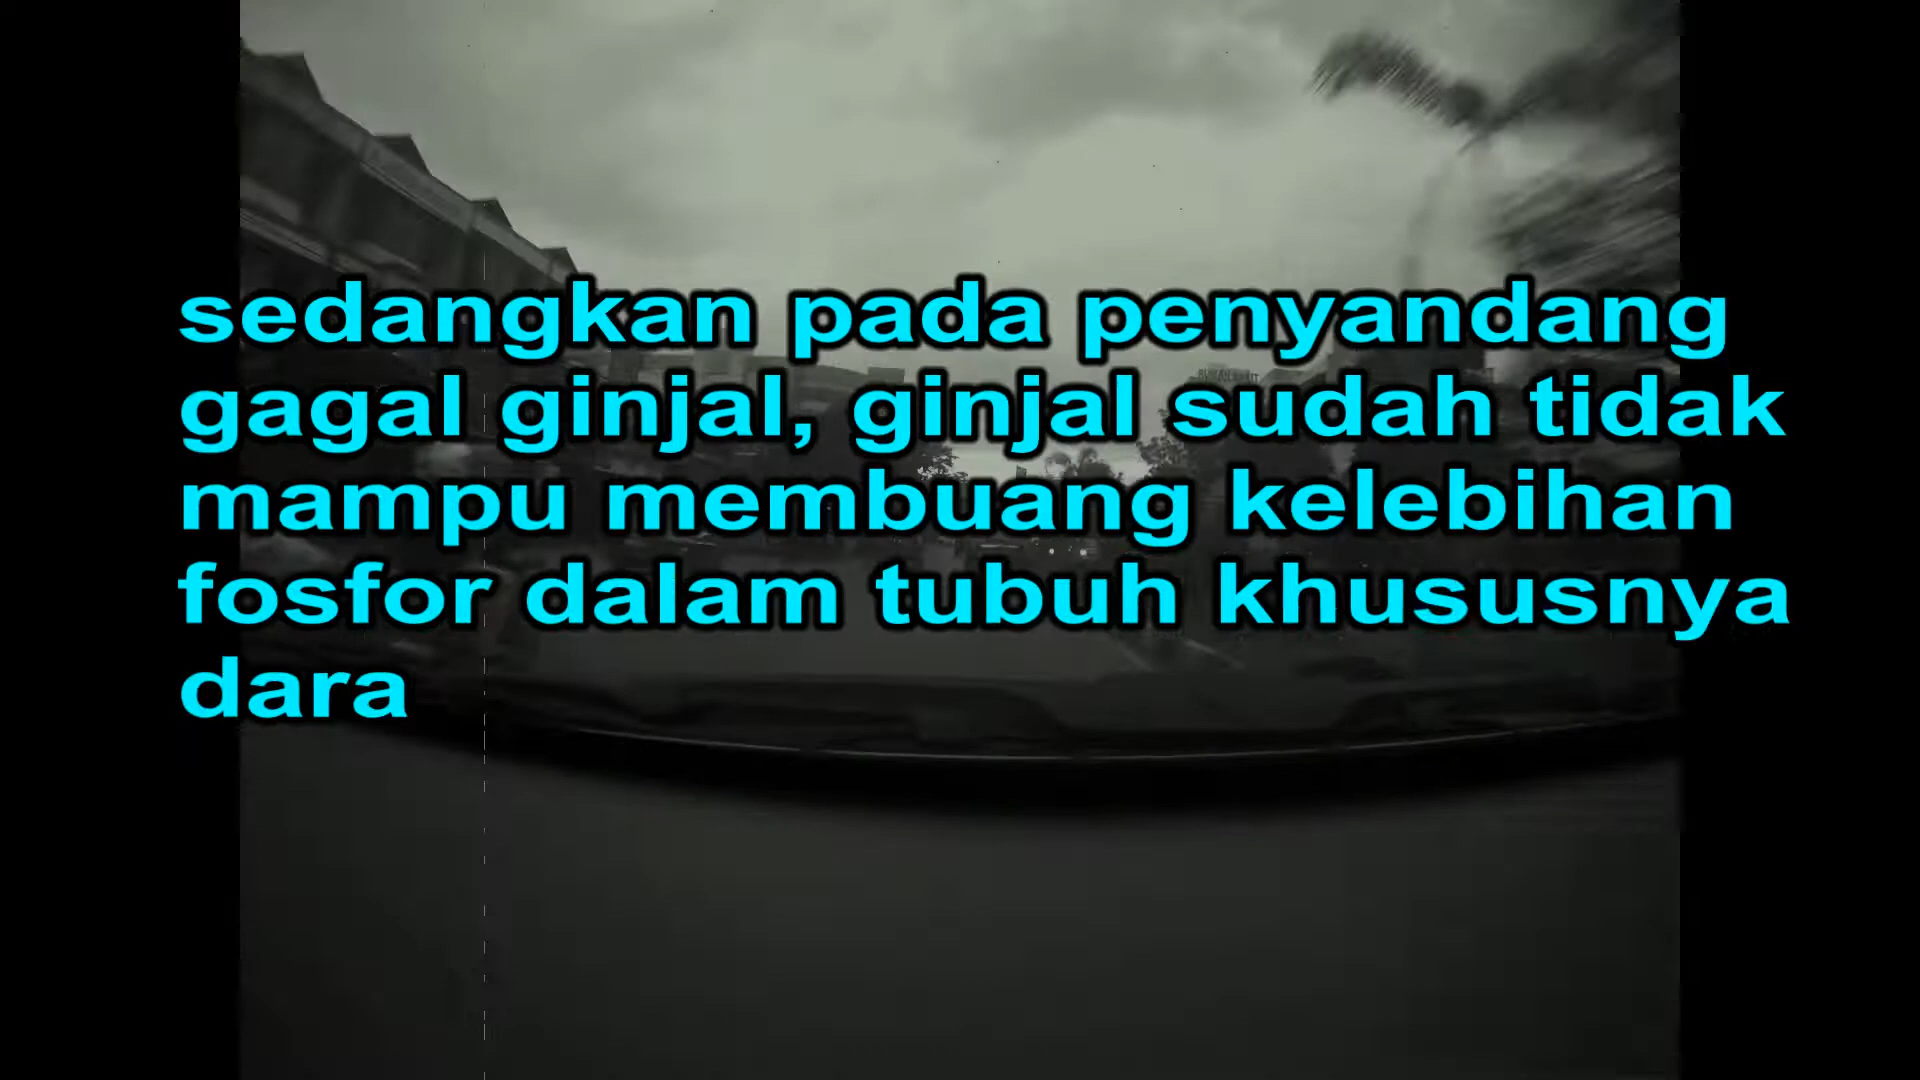 sedangkan pada penyandang
gagal ginjal, ginjal sudah tidak
mampu membuang kelebihan
fosfor dalam tubuh khususnya
dara